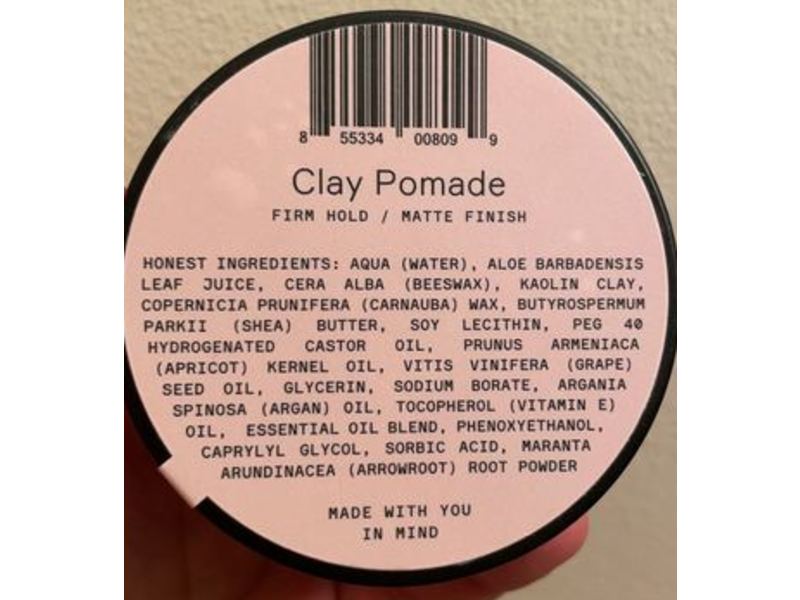 8 55334 00809 9
Clay Pomade
FIRM HOLD / MATTE FINISH
HONEST INGREDIENTS: AQUA (WATER), ALOE BARBADENSIS
LEAF JUICE, CERA ALBA (BEESWAX), KAOLIN CLAY,
COPERNICIA PRUNIFERA (CARNAUBA) WAX, BUTYROSPERMUM
PARKII (SHEA) BUTTER, SOY LECITHIN, PEG 40
HYDROGENATED CASTOR OIL, PRUNUS ARMENIACA
(APRICOT) KERNEL OIL, VITIS VINIFERA (GRAPE)
SEED OIL, GLYCERIN, SODIUM BORATE, ARGANIA
SPINOSA (ARGAN) OIL, TOCOPHEROL (VITAMIN E)
OIL, ESSENTIAL OIL BLEND, PHENOXYETHANOL,
CAPRYLYL GLYCOL, SORBIC ACID, MARANTA
ARUNDINACEA (ARROWROOT) ROOT POWDER
MADE WITH YOU
IN MIND